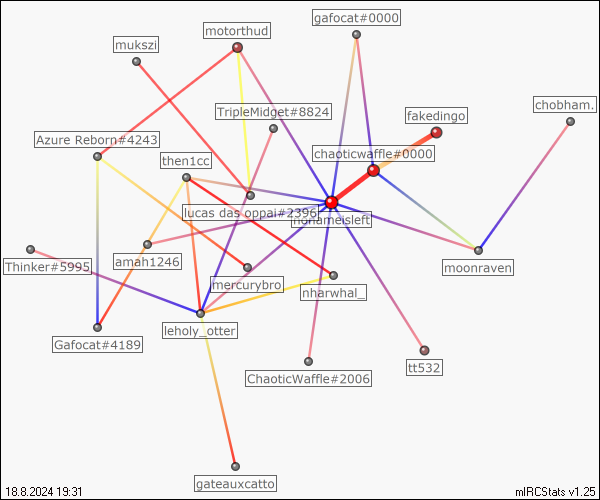 gafocat#0000
motorthud
mukszi
chobham.
TripleMidget#8824
fakedingo
Azure Reborn#4243
chaoticwaffle#0000
then1cc
lucas das oppai#2396
nonameisleft
amah1246
Thinker#5995
moonraven
mercurybro
nharwhal_
leholy_otter
Gafocat#4189
tt532
ChaoticWaffle#2006
gateauxcatto
18.8.2024 19:31
mIRCStats v1.25